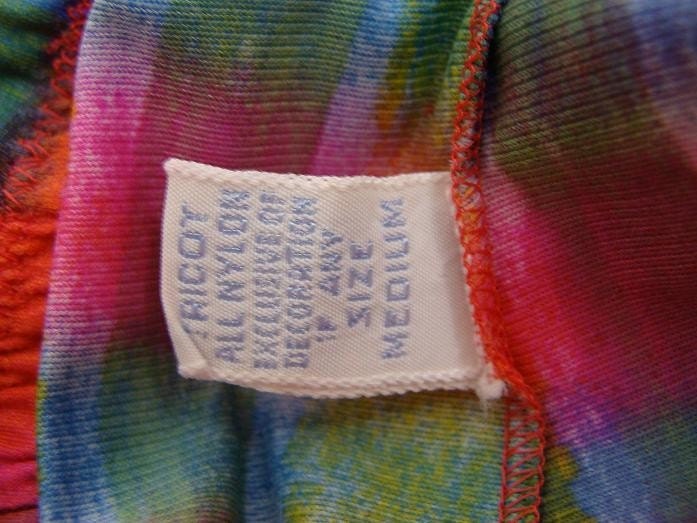 TRICOT
ALL NYLON
EXCLUSIVE OF
DECORATION
IF ANY
SIZE
MEDIUM